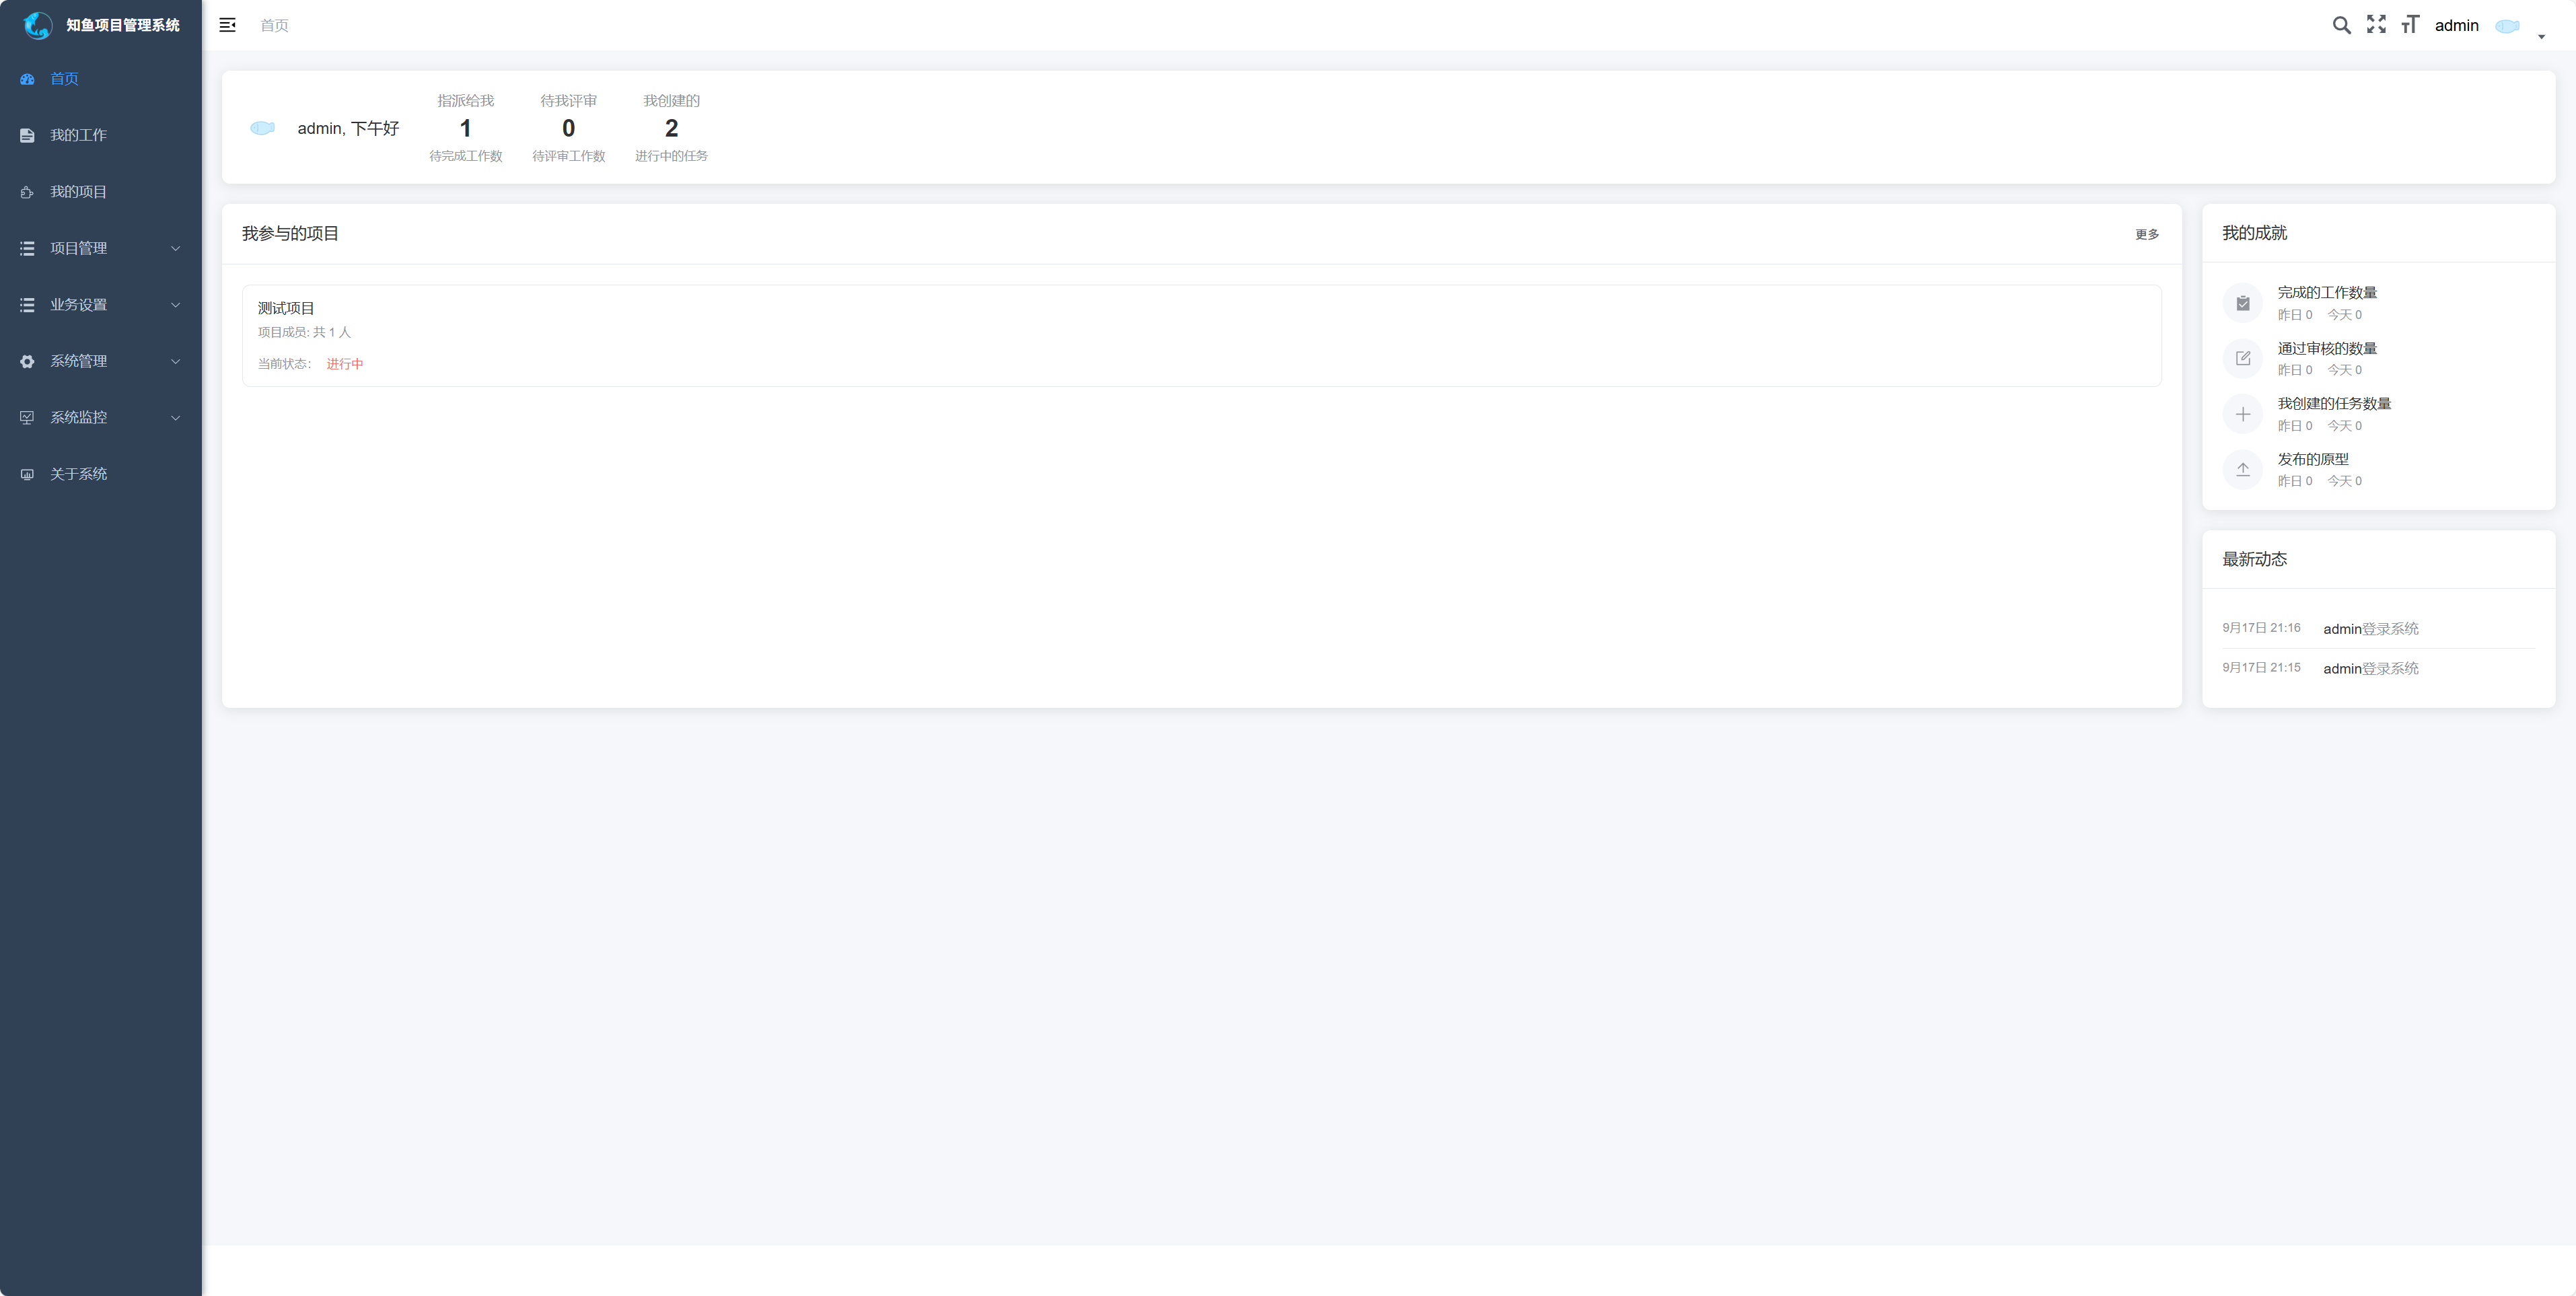 知鱼项目管理系统
首页
我的工作
我的项目
项目管理
业务设置
系统管理
系统监控
关于系统
首页
admin
admin, 下午好
指派给我
1
待完成工作数
待我评审
0
待评审工作数
我创建的
2
进行中的任务
我参与的项目
更多
测试项目
项目成员: 共 1 人
当前状态: 进行中
我的成就
完成的工作数量
昨日 0 今天 0
通过审核的数量
昨日 0 今天 0
我创建的任务数量
昨日 0 今天 0
发布的原型
昨日 0 今天 0
最新动态
9月17日 21:16 admin登录系统
9月17日 21:15 admin登录系统